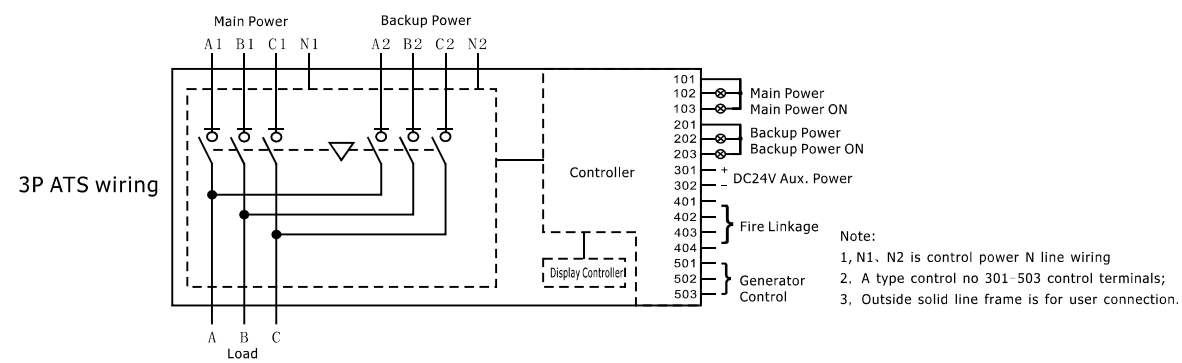 Main Power
Backup Power
A1 B1 C1 N1
A2 B2 C2 N2
3P ATS wiring
Controller
Display Controller
101
102
103
201
202
203
301
302
401
402
403
404
501
502
503
Main Power
Main Power ON
Backup Power
Backup Power ON
+
−
DC24V Aux. Power
Fire Linkage
Generator
Control
A B C
Load
Note:
1, N1、N2 is control power N line wiring
2, A type control no 301-503 control terminals;
3, Outside solid line frame is for user connection.